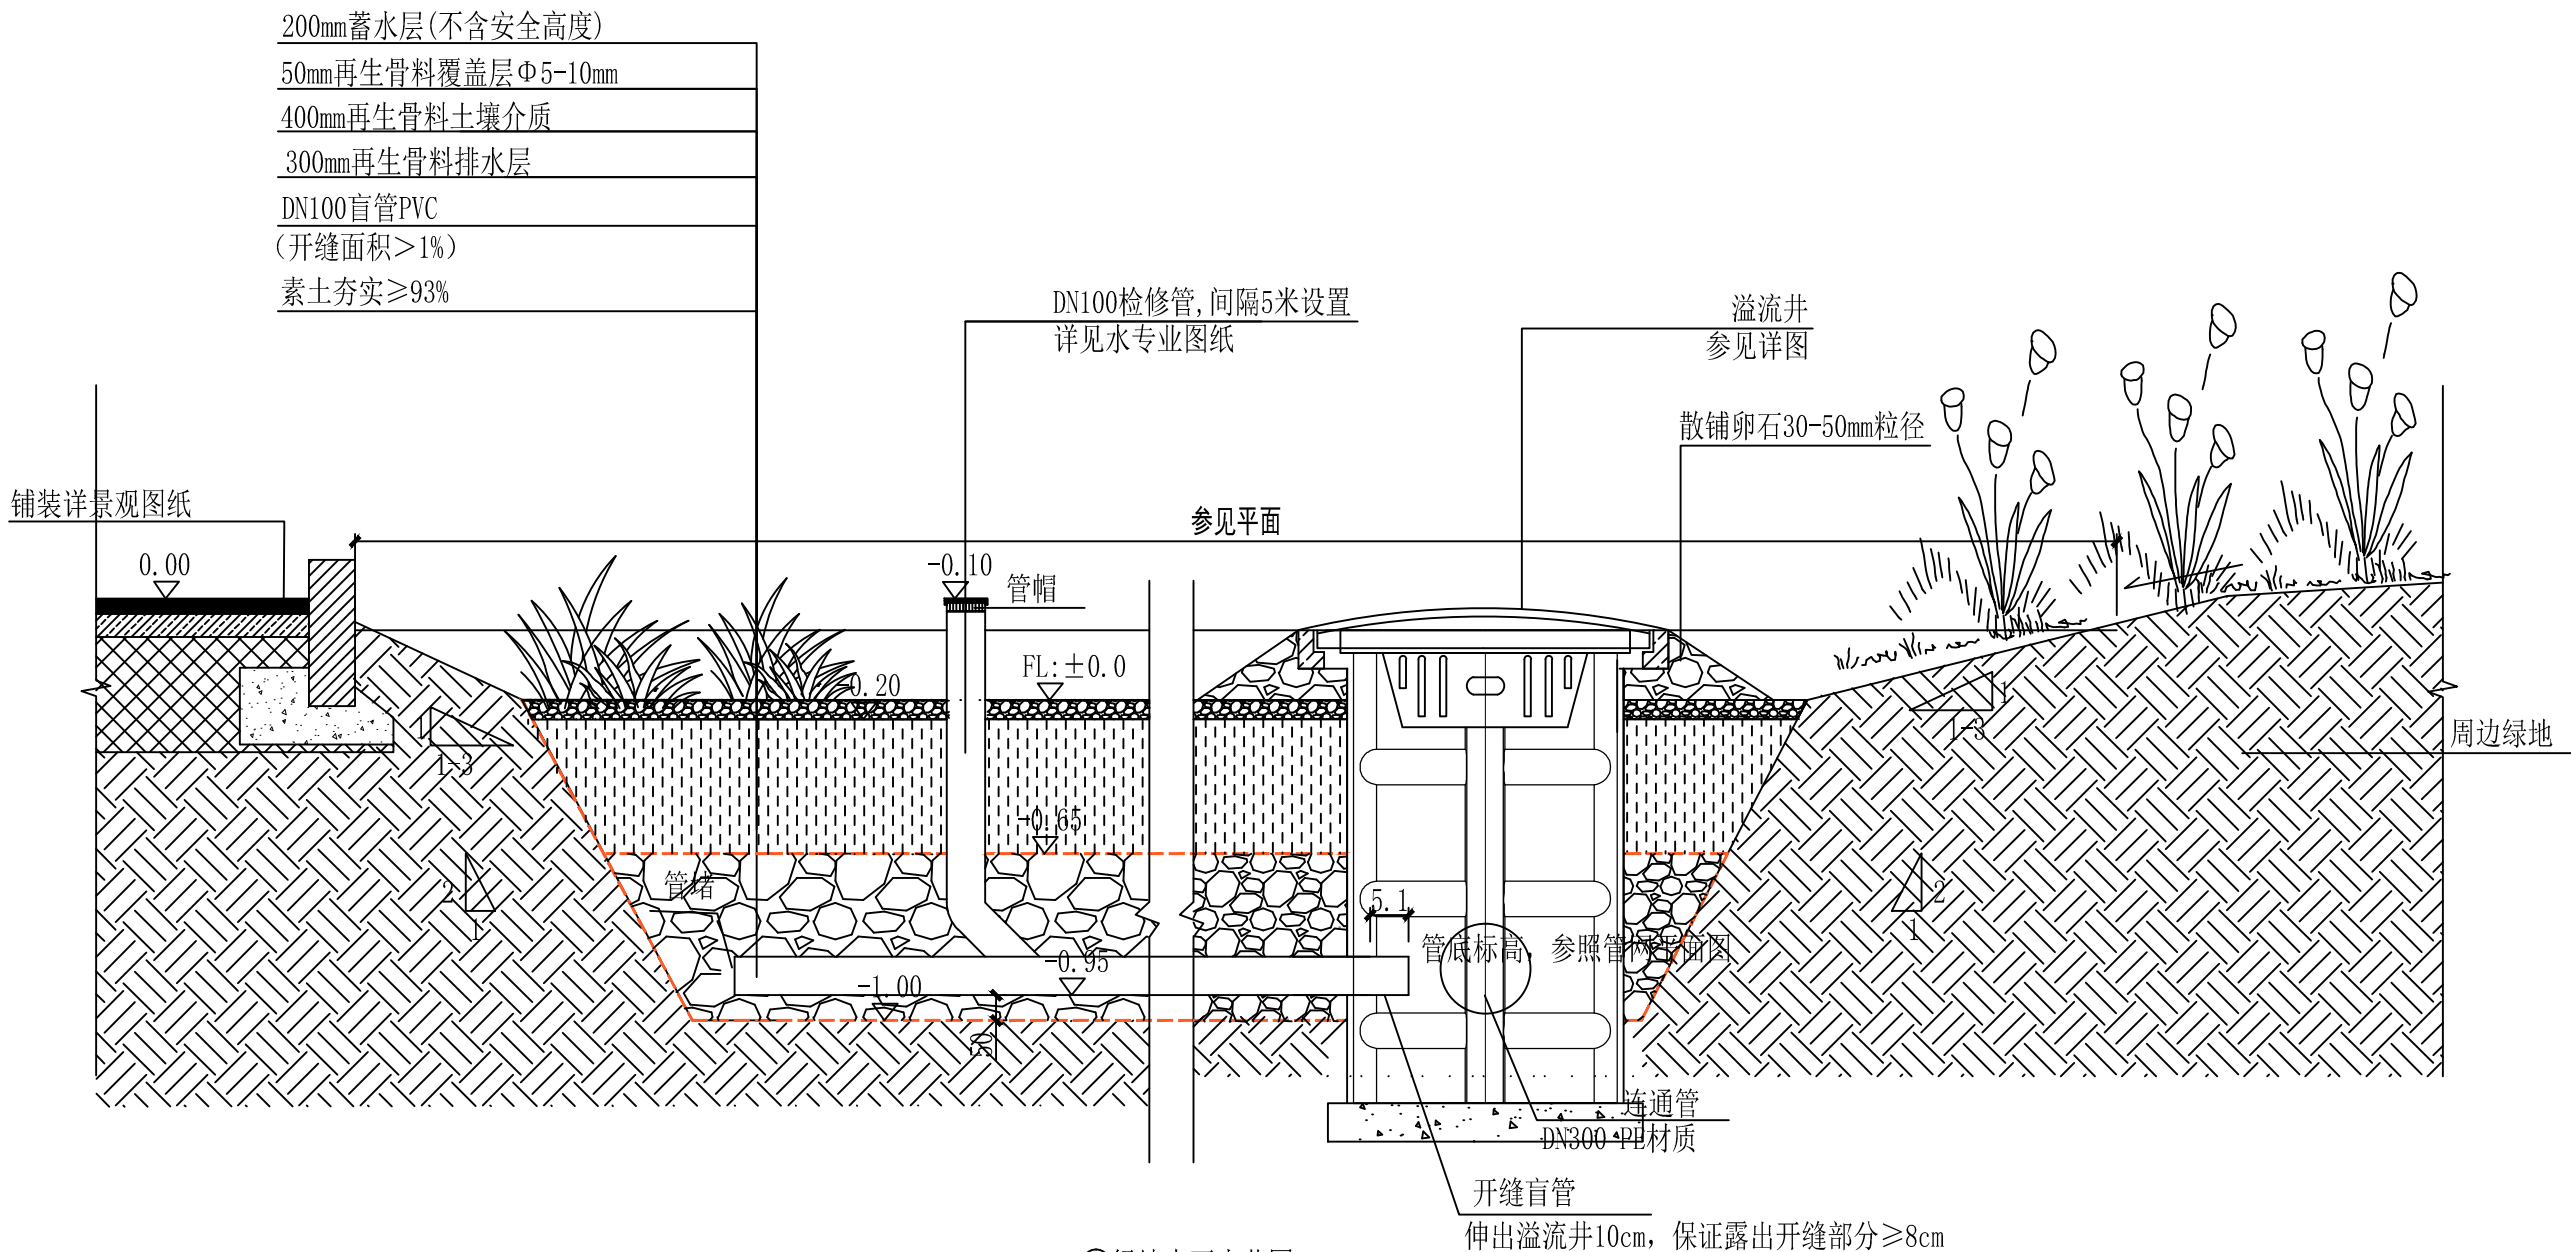 200mm蓄水层(不含安全高度)
50mm再生骨料覆盖层Φ5-10mm
400mm再生骨料土壤介质
300mm再生骨料排水层
DN100盲管PVC
(开缝面积>1%)
素土夯实≥93%
DN100检修管,间隔5米设置
详见水专业图纸
溢流井
参见详图
散铺卵石30-50mm粒径
铺装详景观图纸
参见平面
0.00
-0.10
管帽
FL:±0.0
-0.20
1
1-3
1
1-3
周边绿地
-0.65
管堵
2
1
2
1
5.1
管底标高，参照管网平面图
-0.95
-1.00
50
连通管
DN300 PE材质
开缝盲管
伸出溢流井10cm，保证露出开缝部分≥8cm